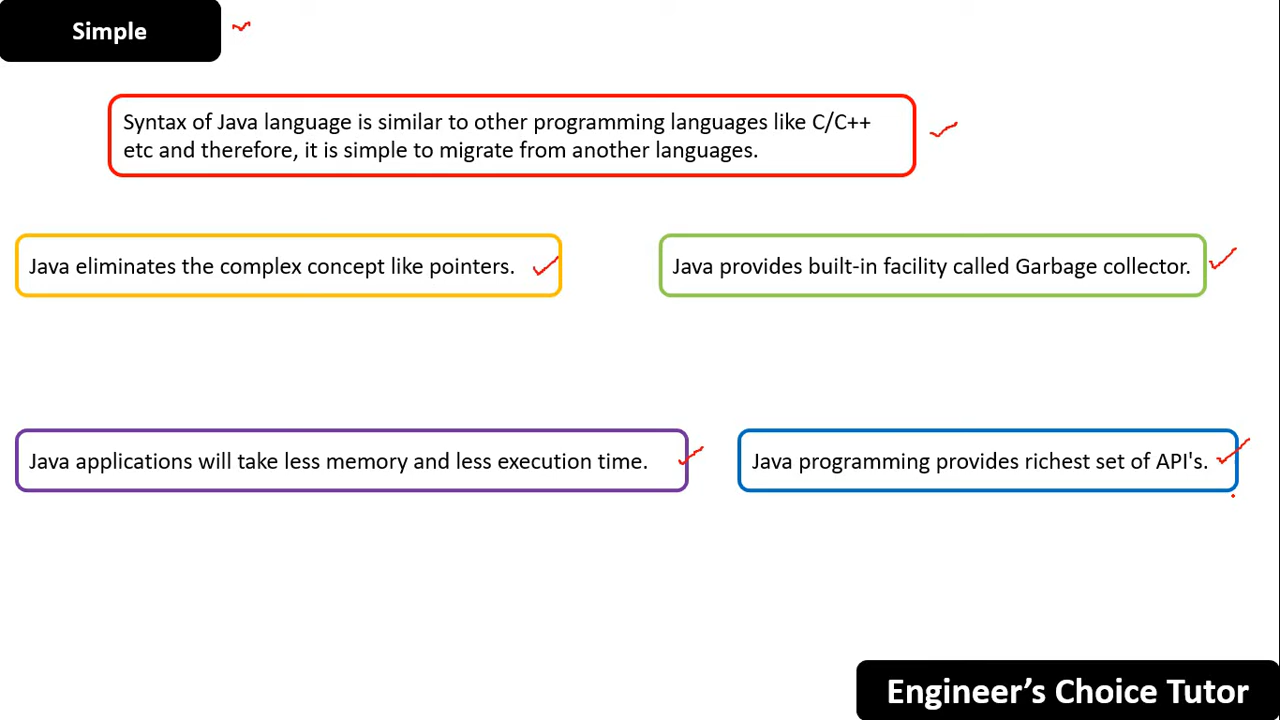 Simple
Syntax of Java language is similar to other programming languages like C/C++
etc and therefore, it is simple to migrate from another languages.
Java eliminates the complex concept like pointers.
Java provides built-in facility called Garbage collector.
Java applications will take less memory and less execution time.
Java programming provides richest set of API's.
Engineer’s Choice Tutor